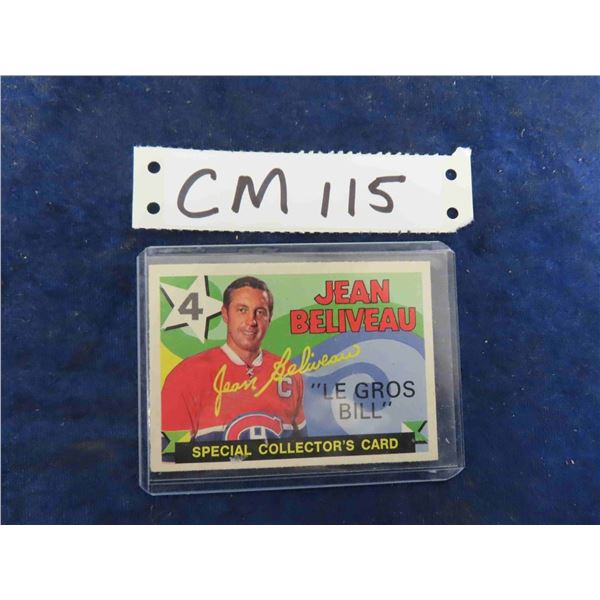 CM 115
4
JEAN
BELIVEAU
Jean Beliveau
C
"LE GROS
BILL"
SPECIAL COLLECTOR'S CARD